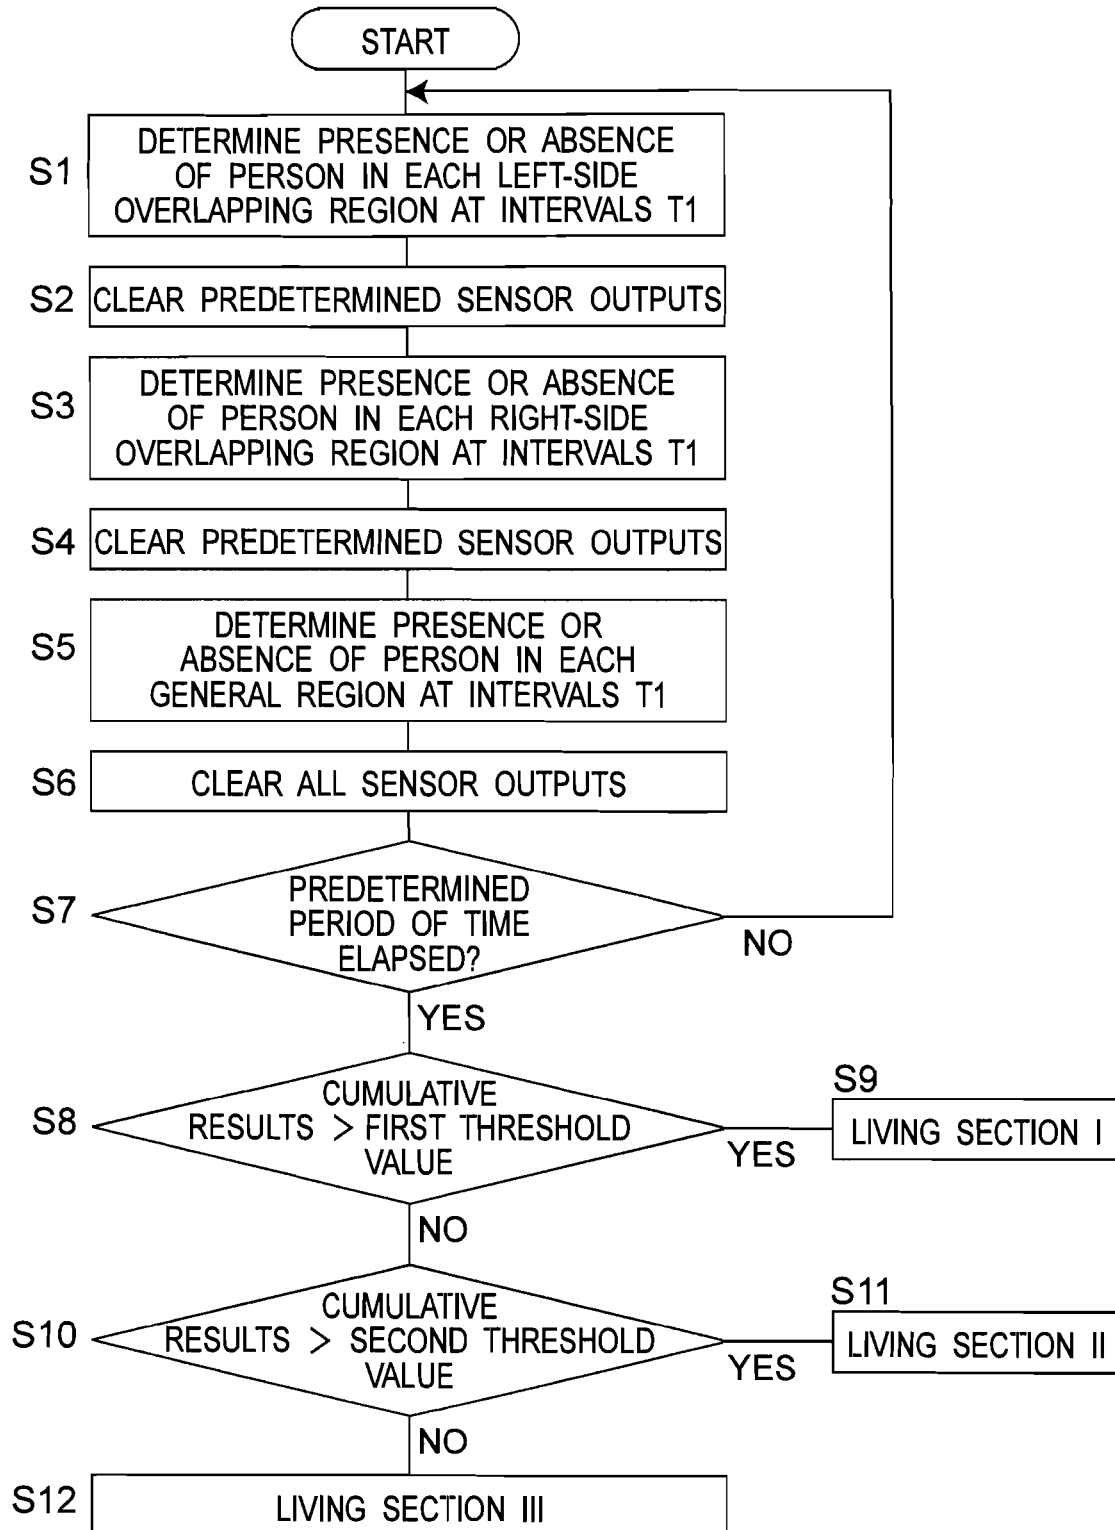 START
S1
DETERMINE PRESENCE OR ABSENCE
OF PERSON IN EACH LEFT-SIDE
OVERLAPPING REGION AT INTERVALS T1
S2
CLEAR PREDETERMINED SENSOR OUTPUTS
S3
DETERMINE PRESENCE OR ABSENCE
OF PERSON IN EACH RIGHT-SIDE
OVERLAPPING REGION AT INTERVALS T1
S4
CLEAR PREDETERMINED SENSOR OUTPUTS
S5
DETERMINE PRESENCE OR
ABSENCE OF PERSON IN EACH
GENERAL REGION AT INTERVALS T1
S6
CLEAR ALL SENSOR OUTPUTS
S7
PREDETERMINED
PERIOD OF TIME
ELAPSED?
NO
YES
S8
CUMULATIVE
RESULTS > FIRST THRESHOLD
VALUE
YES
S9
LIVING SECTION I
NO
S10
CUMULATIVE
RESULTS > SECOND THRESHOLD
VALUE
YES
S11
LIVING SECTION II
NO
S12
LIVING SECTION III